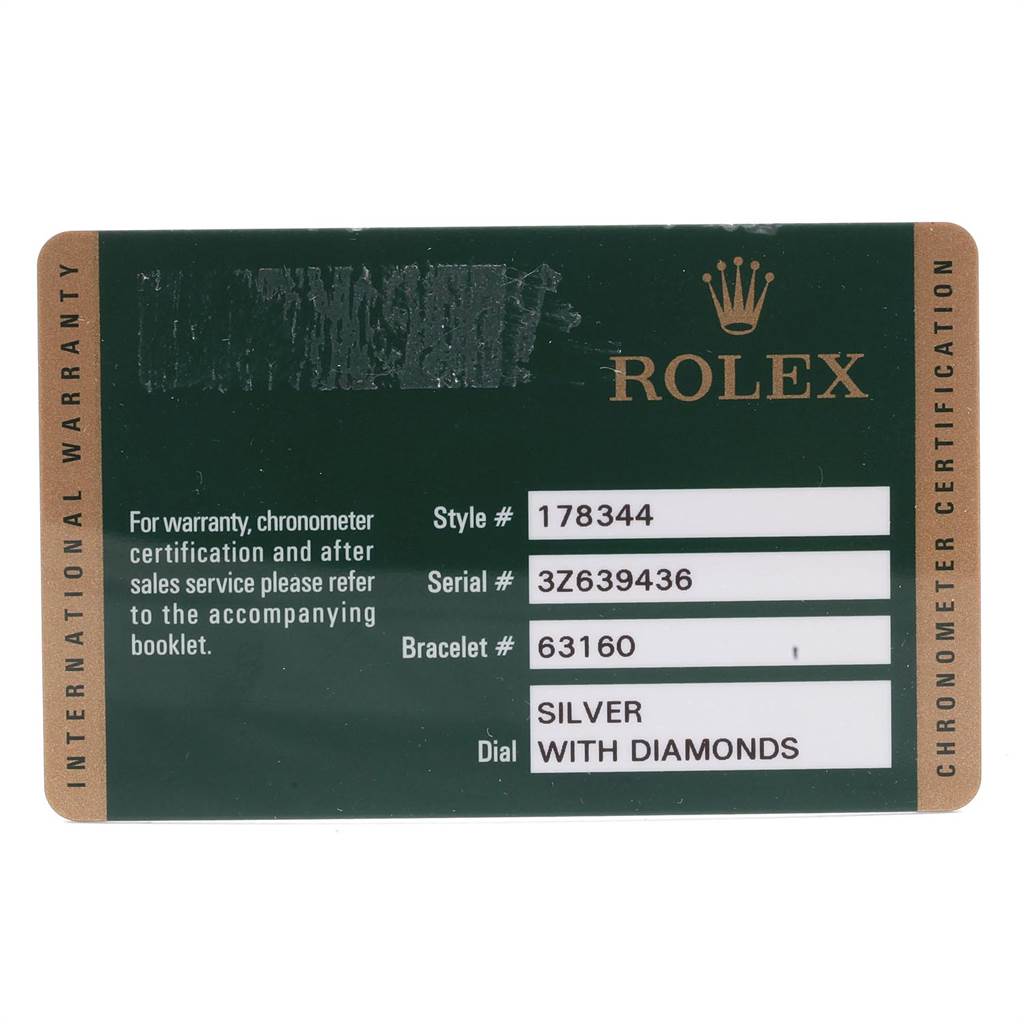 INTERNATIONAL WARRANTY
ROLEX
For warranty, chronometer
certification and after
sales service please refer
to the accompanying
booklet.
Style # 178344
Serial # 3Z639436
Bracelet # 63160
Dial SILVER
WITH DIAMONDS
CHRONOMETER CERTIFICATION